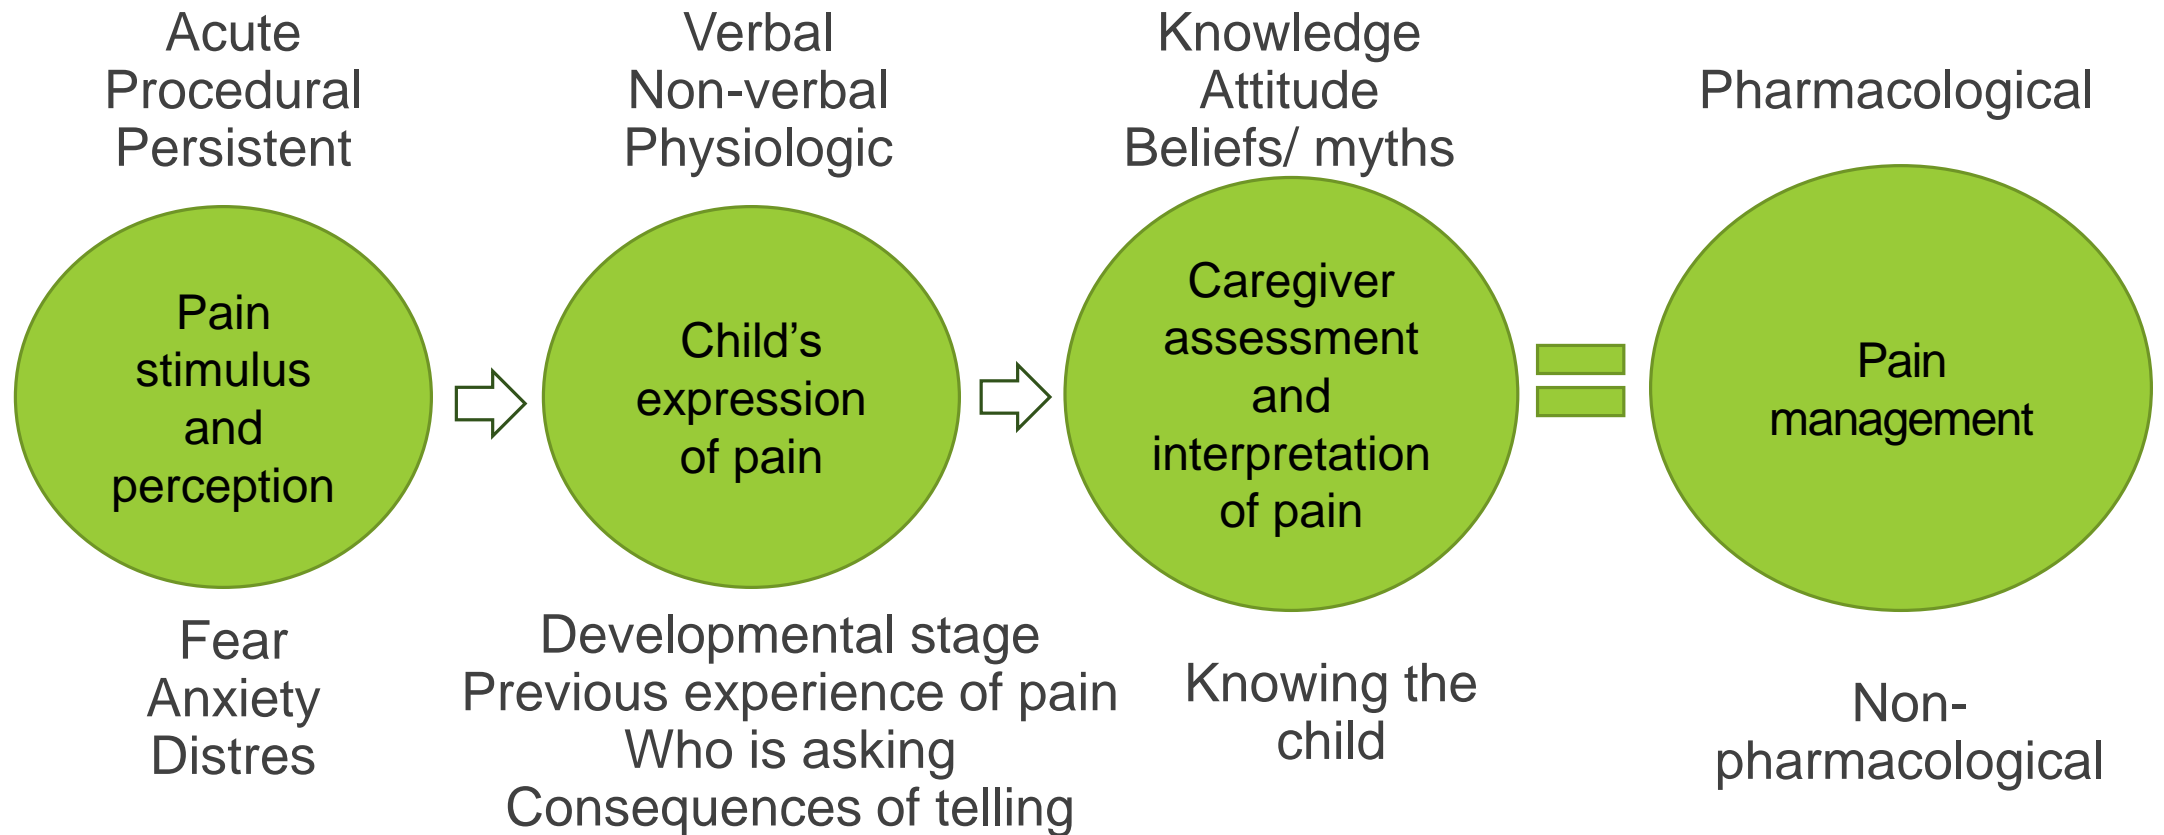 Acute
Procedural
Persistent
Pain
stimulus
and
perception
Fear
Anxiety
Distres
Verbal
Non-verbal
Physiologic
Child’s
expression
of pain
Developmental stage
Previous experience of pain
Who is asking
Consequences of telling
Knowledge
Attitude
Beliefs/ myths
Caregiver
assessment
and
interpretation
of pain
Knowing the
child
Pharmacological
Pain
management
Non-
pharmacological